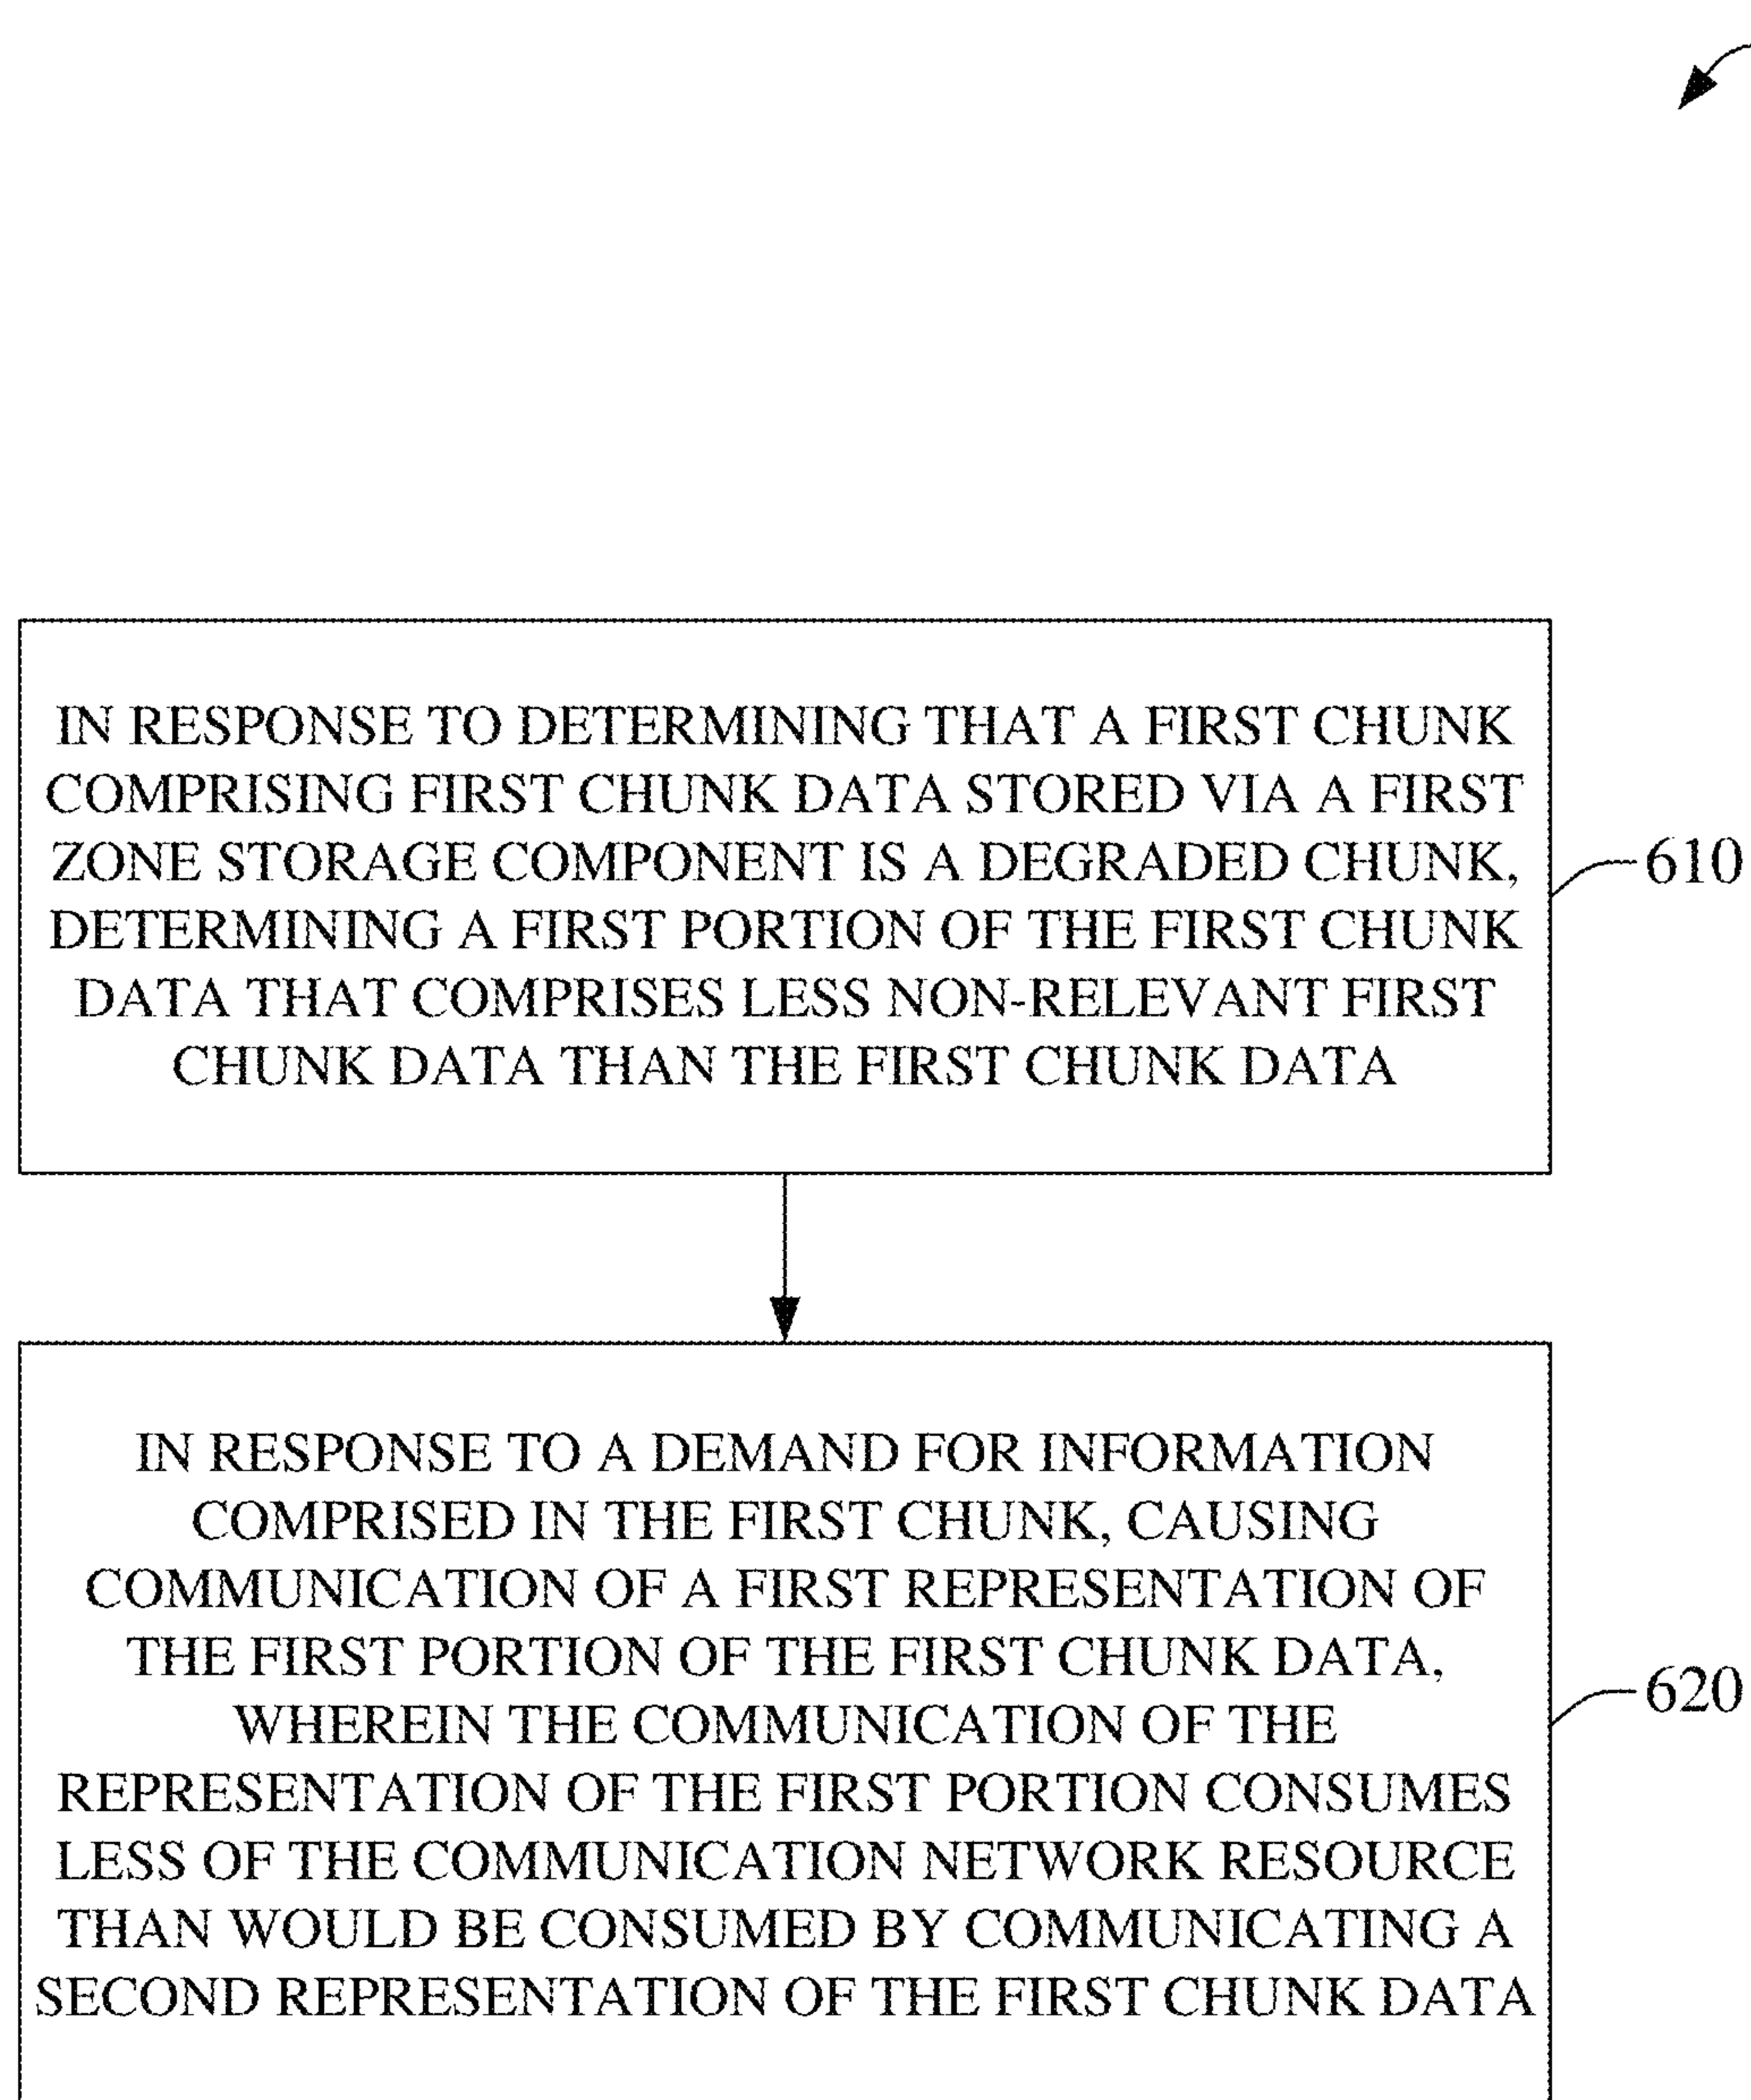 IN RESPONSE TO DETERMINING THAT A FIRST CHUNK
COMPRISING FIRST CHUNK DATA STORED VIA A FIRST
ZONE STORAGE COMPONENT IS A DEGRADED CHUNK,
DETERMINING A FIRST PORTION OF THE FIRST CHUNK
DATA THAT COMPRISES LESS NON-RELEVANT FIRST
CHUNK DATA THAN THE FIRST CHUNK DATA
610
IN RESPONSE TO A DEMAND FOR INFORMATION
COMPRISED IN THE FIRST CHUNK, CAUSING
COMMUNICATION OF A FIRST REPRESENTATION OF
THE FIRST PORTION OF THE FIRST CHUNK DATA,
WHEREIN THE COMMUNICATION OF THE
REPRESENTATION OF THE FIRST PORTION CONSUMES
LESS OF THE COMMUNICATION NETWORK RESOURCE
THAN WOULD BE CONSUMED BY COMMUNICATING A
SECOND REPRESENTATION OF THE FIRST CHUNK DATA
620